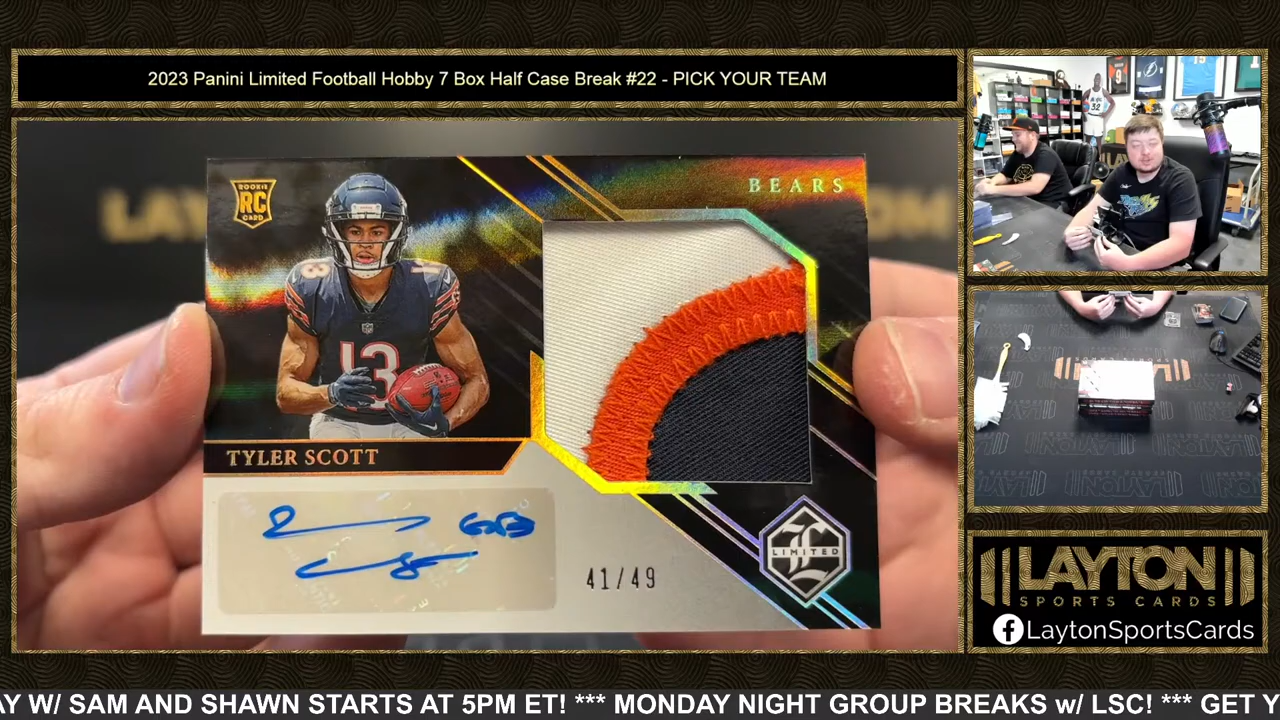 2023 Panini Limited Football Hobby 7 Box Half Case Break #22 - PICK YOUR TEAM
ROOKIE
RC
CARD
BEARS
13
13
TYLER SCOTT
41/49
LIMITED
LAYTON
SPORTS CARDS
LaytonSportsCards
AY W/ SAM AND SHAWN STARTS AT 5PM ET! *** MONDAY NIGHT GROUP BREAKS w/ LSC! *** GET Y